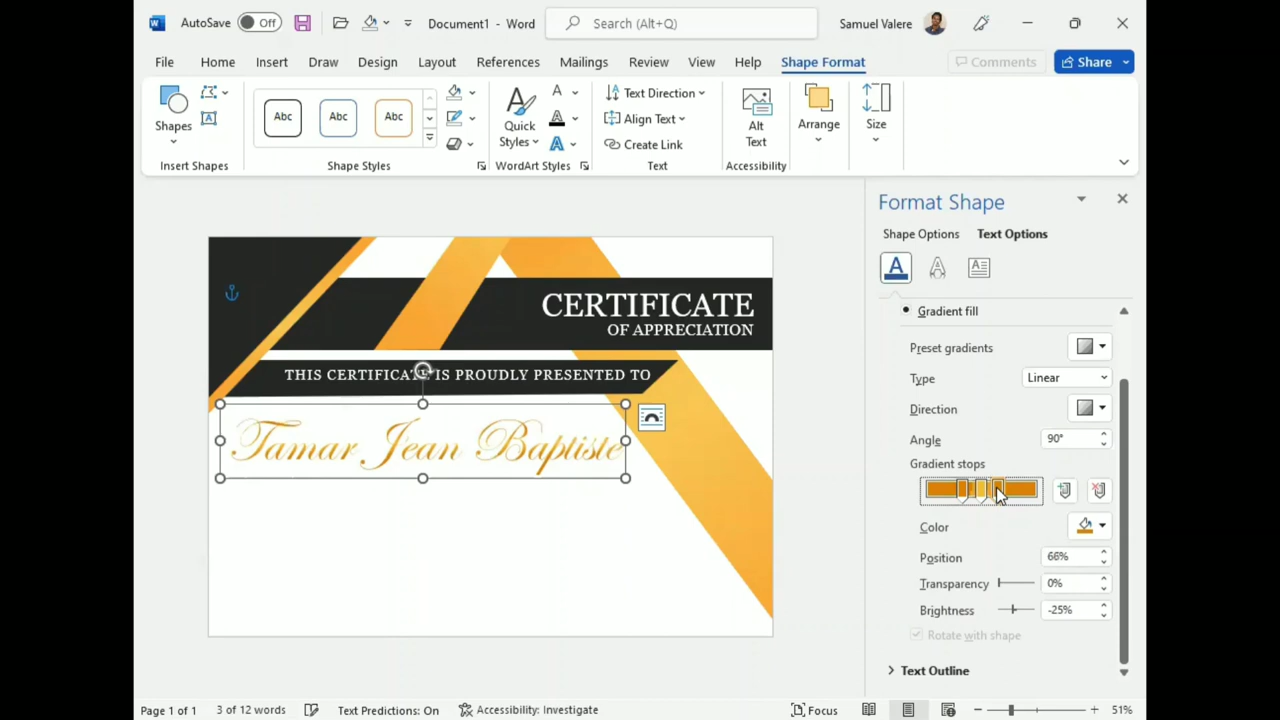 AutoSave Off Document1 - Word Search (Alt+Q) Samuel Valere
File Home Insert Draw Design Layout References Mailings Review View Help Shape Format Comments Share
Shapes
Insert Shapes
Abc Abc Abc
Shape Styles
Quick Styles
A
A
A
WordArt Styles
Text Direction
Align Text
Create Link
Text
Alt Text
Accessibility
Arrange
Size
CERTIFICATE
OF APPRECIATION
THIS CERTIFICATE IS PROUDLY PRESENTED TO
Tamar Jean Baptiste
Format Shape
Shape Options Text Options
Gradient fill
Preset gradients
Type Linear
Direction
Angle 90°
Gradient stops
Color
Position 66%
Transparency 0%
Brightness -25%
Rotate with shape
Text Outline
Page 1 of 1 3 of 12 words Text Predictions: On Accessibility: Investigate Focus 51%